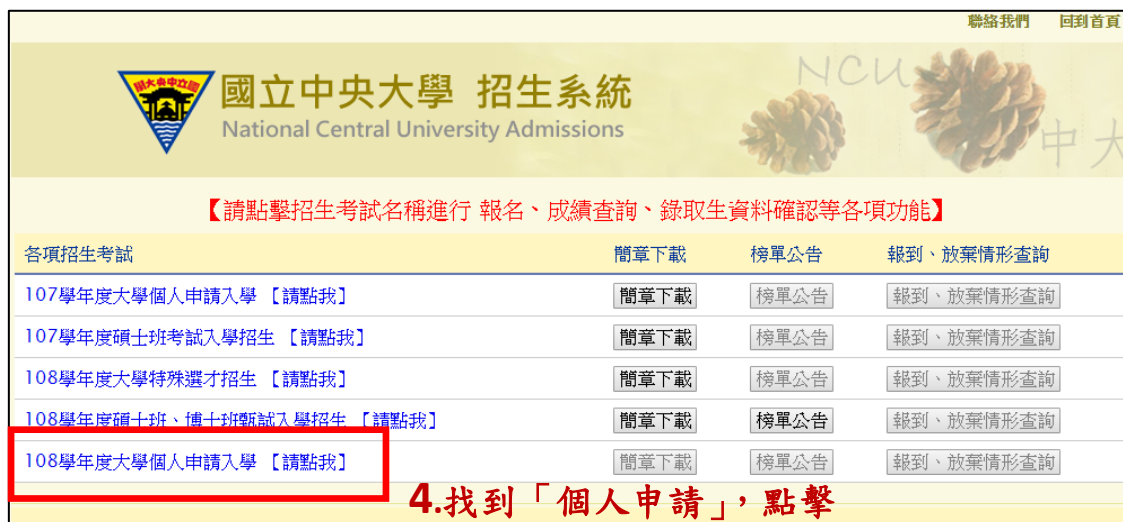 聯絡我們 回到首頁
國立中央大學 招生系統
National Central University Admissions
NCU
中大
【請點擊招生考試名稱進行 報名、成績查詢、錄取生資料確認等各項功能】
各項招生考試 簡章下載 榜單公告 報到、放棄情形查詢
107學年度大學個人申請入學 【請點我】 簡章下載 榜單公告 報到、放棄情形查詢
107學年度碩士班考試入學招生 【請點我】 簡章下載 榜單公告 報到、放棄情形查詢
108學年度大學特殊選才招生 【請點我】 簡章下載 榜單公告 報到、放棄情形查詢
108學年度碩士班、博士班甄試入學招生 【請點我】 簡章下載 榜單公告 報到、放棄情形查詢
108學年度大學個人申請入學 【請點我】 簡章下載 榜單公告 報到、放棄情形查詢
4.找到「個人申請」，點擊